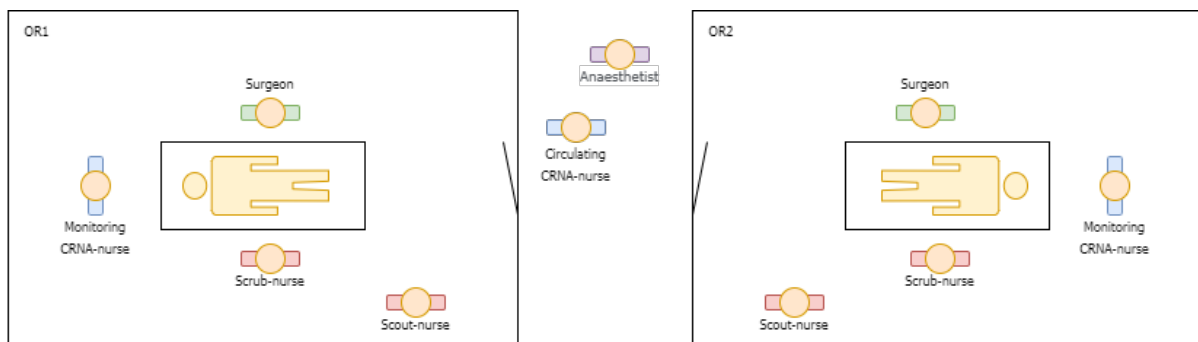 OR1
Surgeon
Monitoring
CRNA-nurse
Scrub-nurse
Scout-nurse
Anaesthetist
Circulating
CRNA-nurse
OR2
Surgeon
Monitoring
CRNA-nurse
Scrub-nurse
Scout-nurse